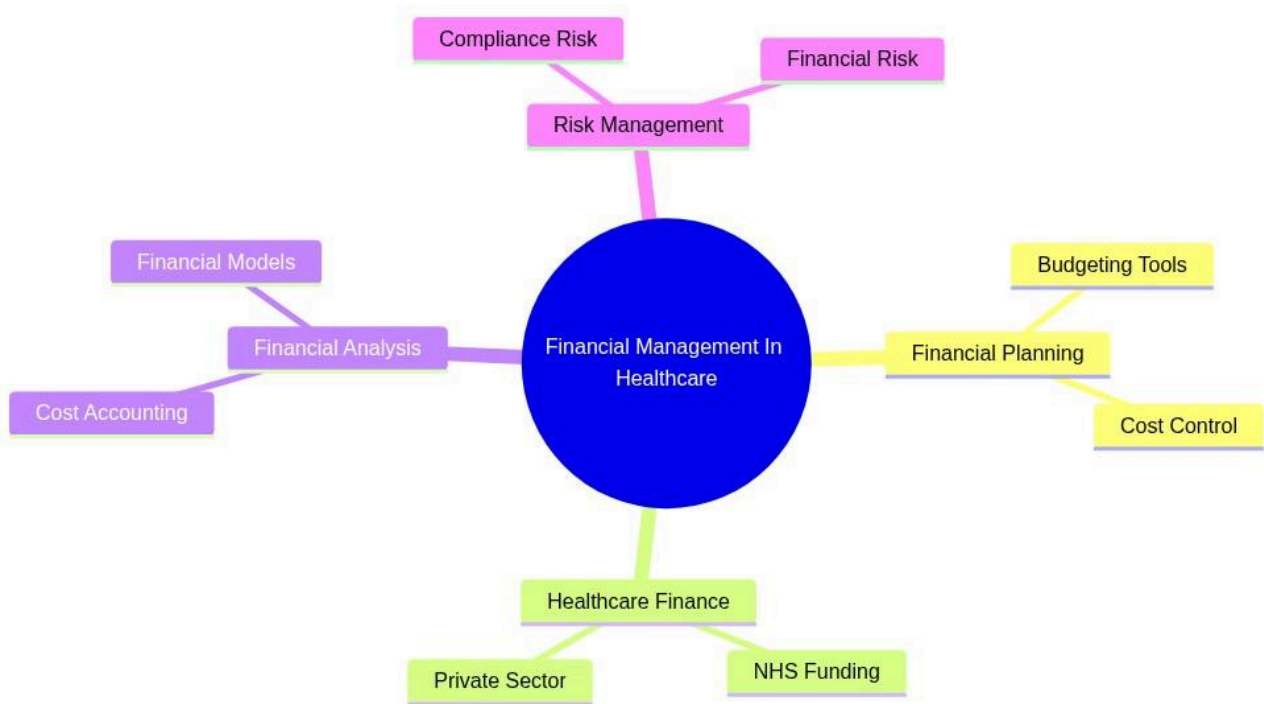 Compliance Risk
Financial Risk
Risk Management
Financial Models
Budgeting Tools
Financial Analysis
Financial Management In
Healthcare
Financial Planning
Cost Accounting
Cost Control
Healthcare Finance
Private Sector
NHS Funding